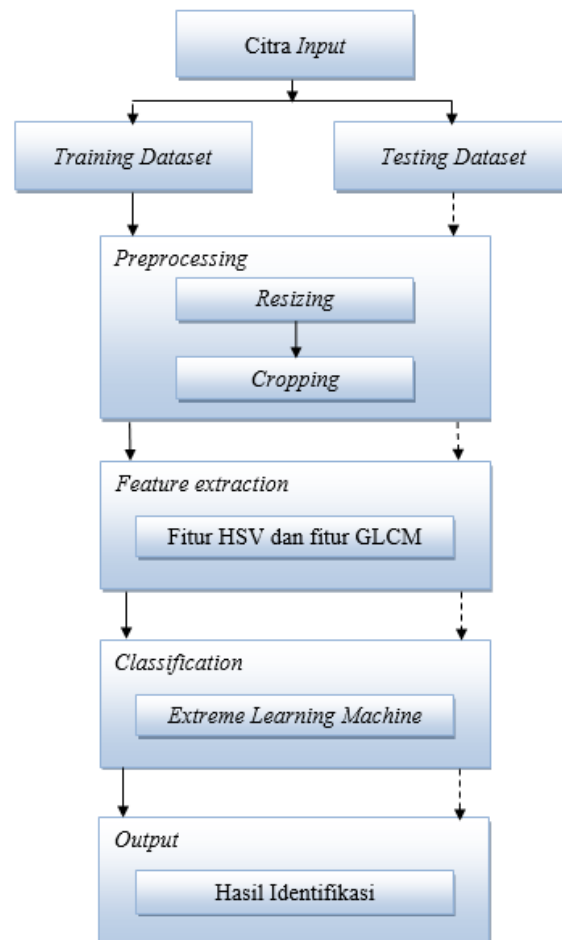 Citra Input
Training Dataset
Testing Dataset
Preprocessing
Resizing
Cropping
Feature extraction
Fitur HSV dan fitur GLCM
Classification
Extreme Learning Machine
Output
Hasil Identifikasi